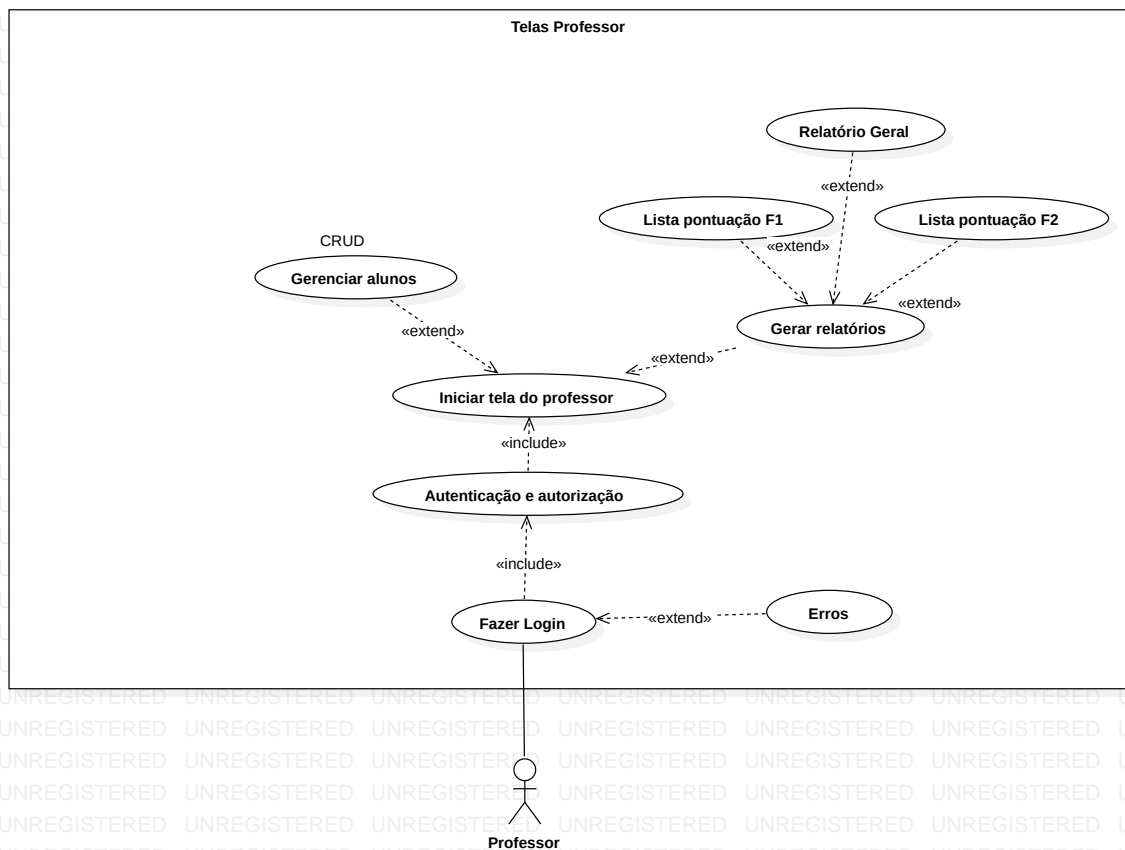 Telas Professor
Relatório Geral
«extend»
Lista pontuação F1
Lista pontuação F2
«extend»
CRUD
Gerenciar alunos
«extend»
Gerar relatórios
«extend»
«extend»
Iniciar tela do professor
«include»
Autenticação e autorização
«include»
Fazer Login
«extend»
Erros
UNREGISTERED UNREGISTERED UNREGISTERED UNREGISTERED UNREGISTERED UNREGISTERED
UNREGISTERED UNREGISTERED UNREGISTERED UNREGISTERED UNREGISTERED UNREGISTERED
UNREGISTERED UNREGISTERED UNREGISTERED UNREGISTERED UNREGISTERED UNREGISTERED
UNREGISTERED UNREGISTERED UNREGISTERED UNREGISTERED UNREGISTERED UNREGISTERED
UNREGISTERED UNREGISTERED UNREGISTERED UNREGISTERED UNREGISTERED UNREGISTERED
Professor